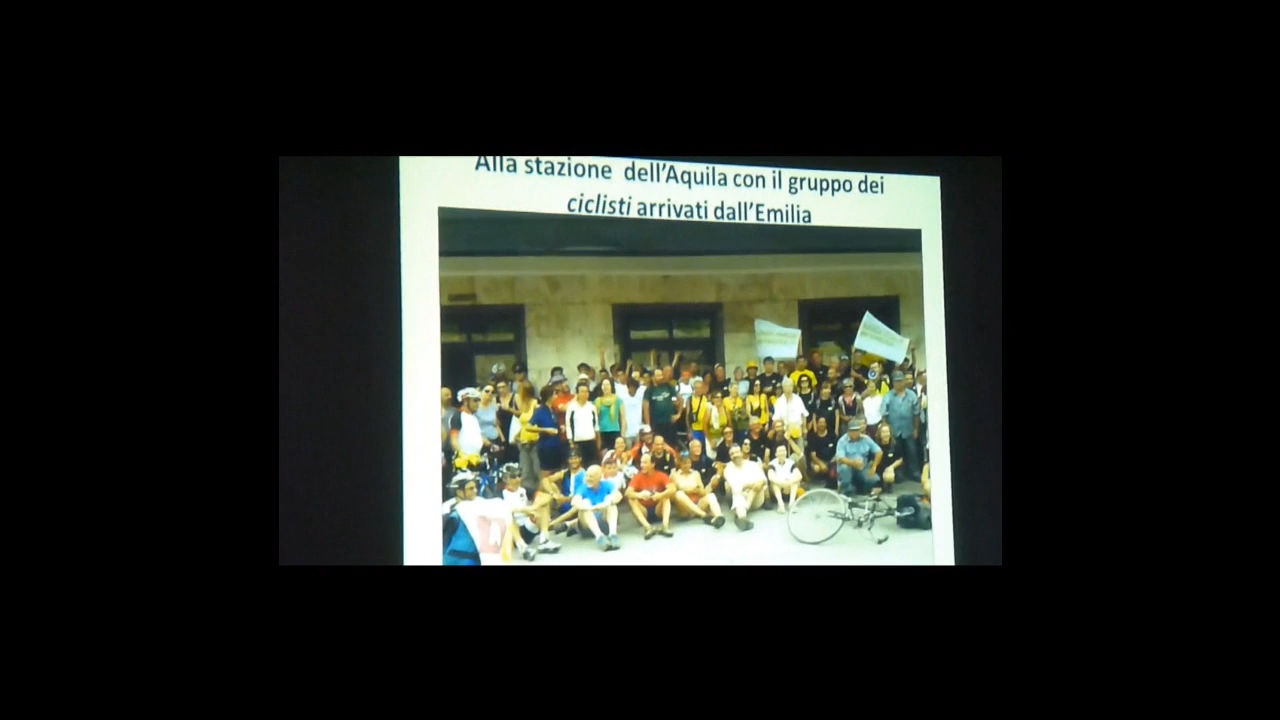 Alla stazione dell'Aquila con il gruppo dei
ciclisti arrivati dall'Emilia